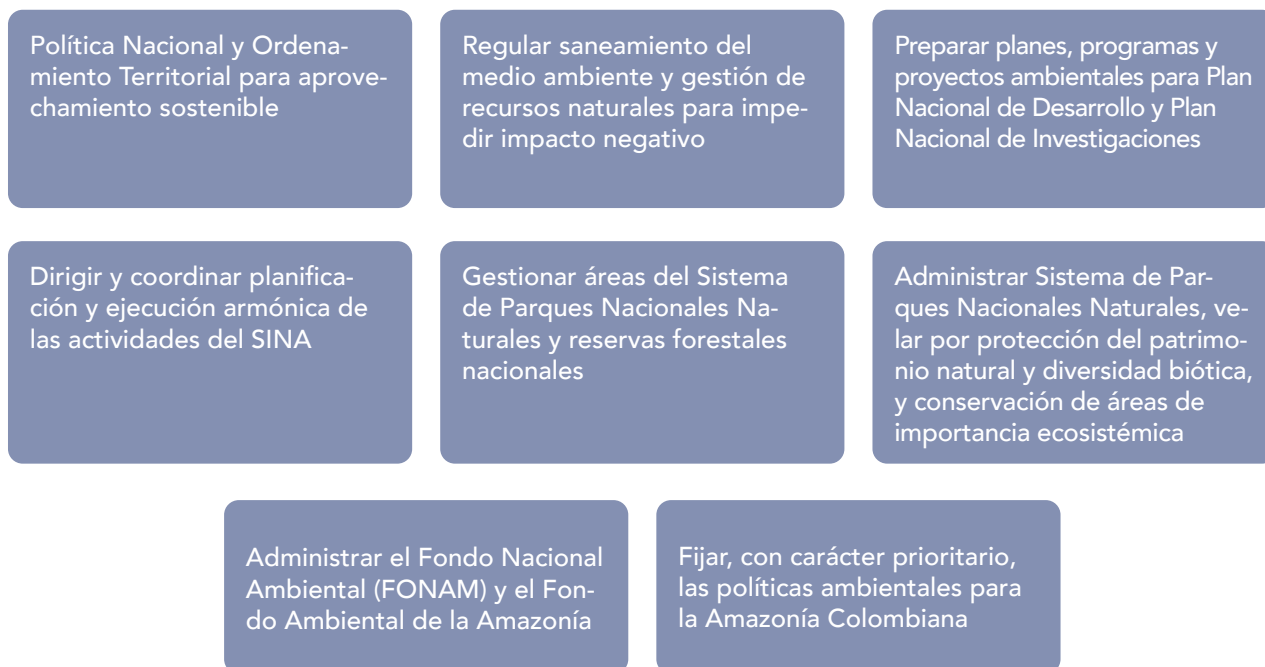 Política Nacional y Ordena-
miento Territorial para aprove-
chamiento sostenible
Regular saneamiento del
medio ambiente y gestión de
recursos naturales para impe-
dir impacto negativo
Preparar planes, programas y
proyectos ambientales para Plan
Nacional de Desarrollo y Plan
Nacional de Investigaciones
Dirigir y coordinar planifica-
ción y ejecución armónica de
las actividades del SINA
Gestionar áreas del Sistema
de Parques Nacionales Na-
turales y reservas forestales
nacionales
Administrar Sistema de Par-
ques Nacionales Naturales, ve-
lar por protección del patrimo-
nio natural y diversidad biótica,
y conservación de áreas de
importancia ecosistémica
Administrar el Fondo Nacional
Ambiental (FONAM) y el Fon-
do Ambiental de la Amazonía
Fijar, con carácter prioritario,
las políticas ambientales para
la Amazonía Colombiana